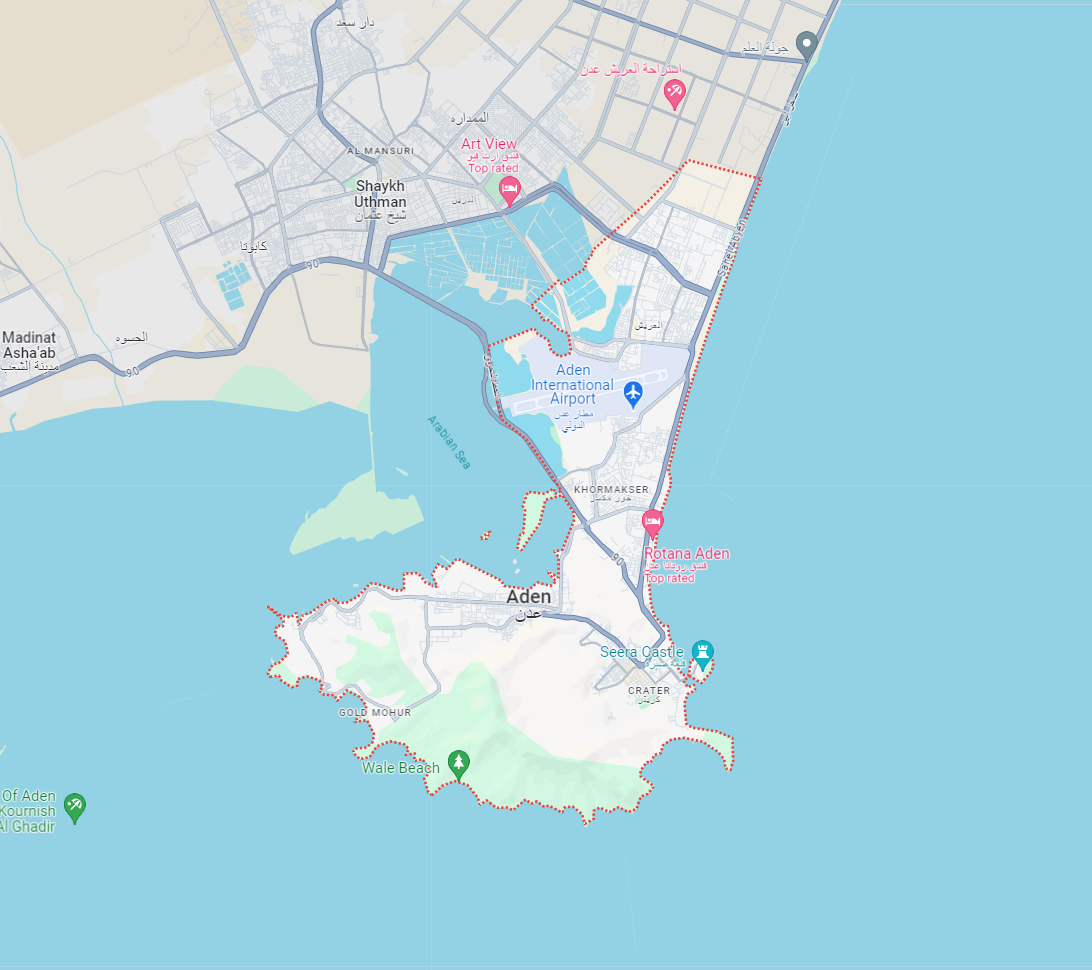 دار سعد
جولة العلم
استراحة العريش عدن
الممداره
Art View
فندق ارت فيو
Top rated
AL MANSURI
Shaykh
Uthman
شيخ عثمان
كابوتا
90
Sahel Abyen
العريش
Madinat
Asha'ab
مدينة الشعب
الحسوه
90
Aden
International
Airport
مطار عدن
الدولي
Arabian Sea
KHORMAKSER
خور مكسر
90
Rotana Aden
فندق روتانا عدن
Top rated
Aden
عدن
Seera Castle
قلعة صيرة
CRATER
كريتر
GOLD MOHUR
Wale Beach
Of Aden
Kournish
Al Ghadir